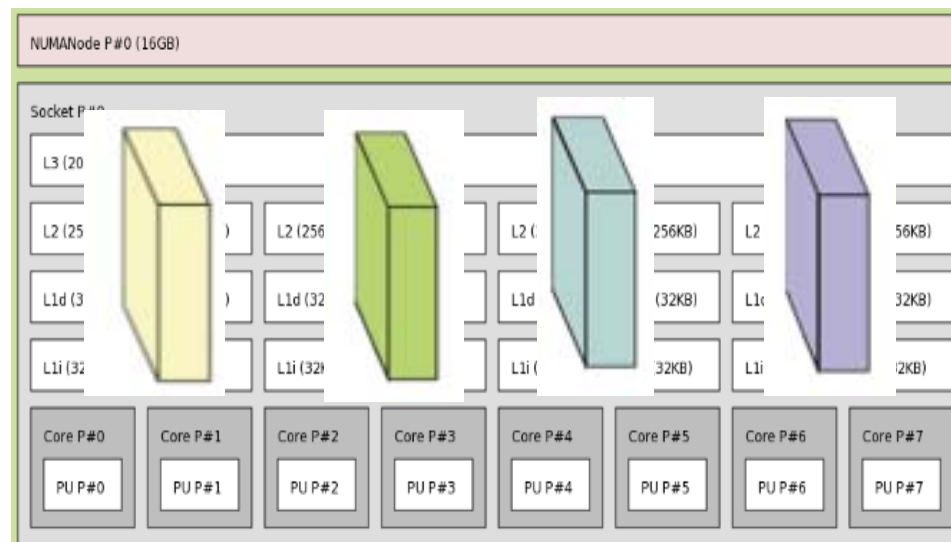 NUMANode P#0 (16GB)
Socket P#0
L3 (20
L2 (25 ) L2 (256 L2 ( 256KB) L2 56KB)
L1d (3 ) L1d (32 L1d (32KB) L1d 32KB)
L1i (32 L1i (32K L1i ( (32KB) L1i 2KB)
Core P#0 Core P#1 Core P#2 Core P#3 Core P#4 Core P#5 Core P#6 Core P#7
PU P#0 PU P#1 PU P#2 PU P#3 PU P#4 PU P#5 PU P#6 PU P#7